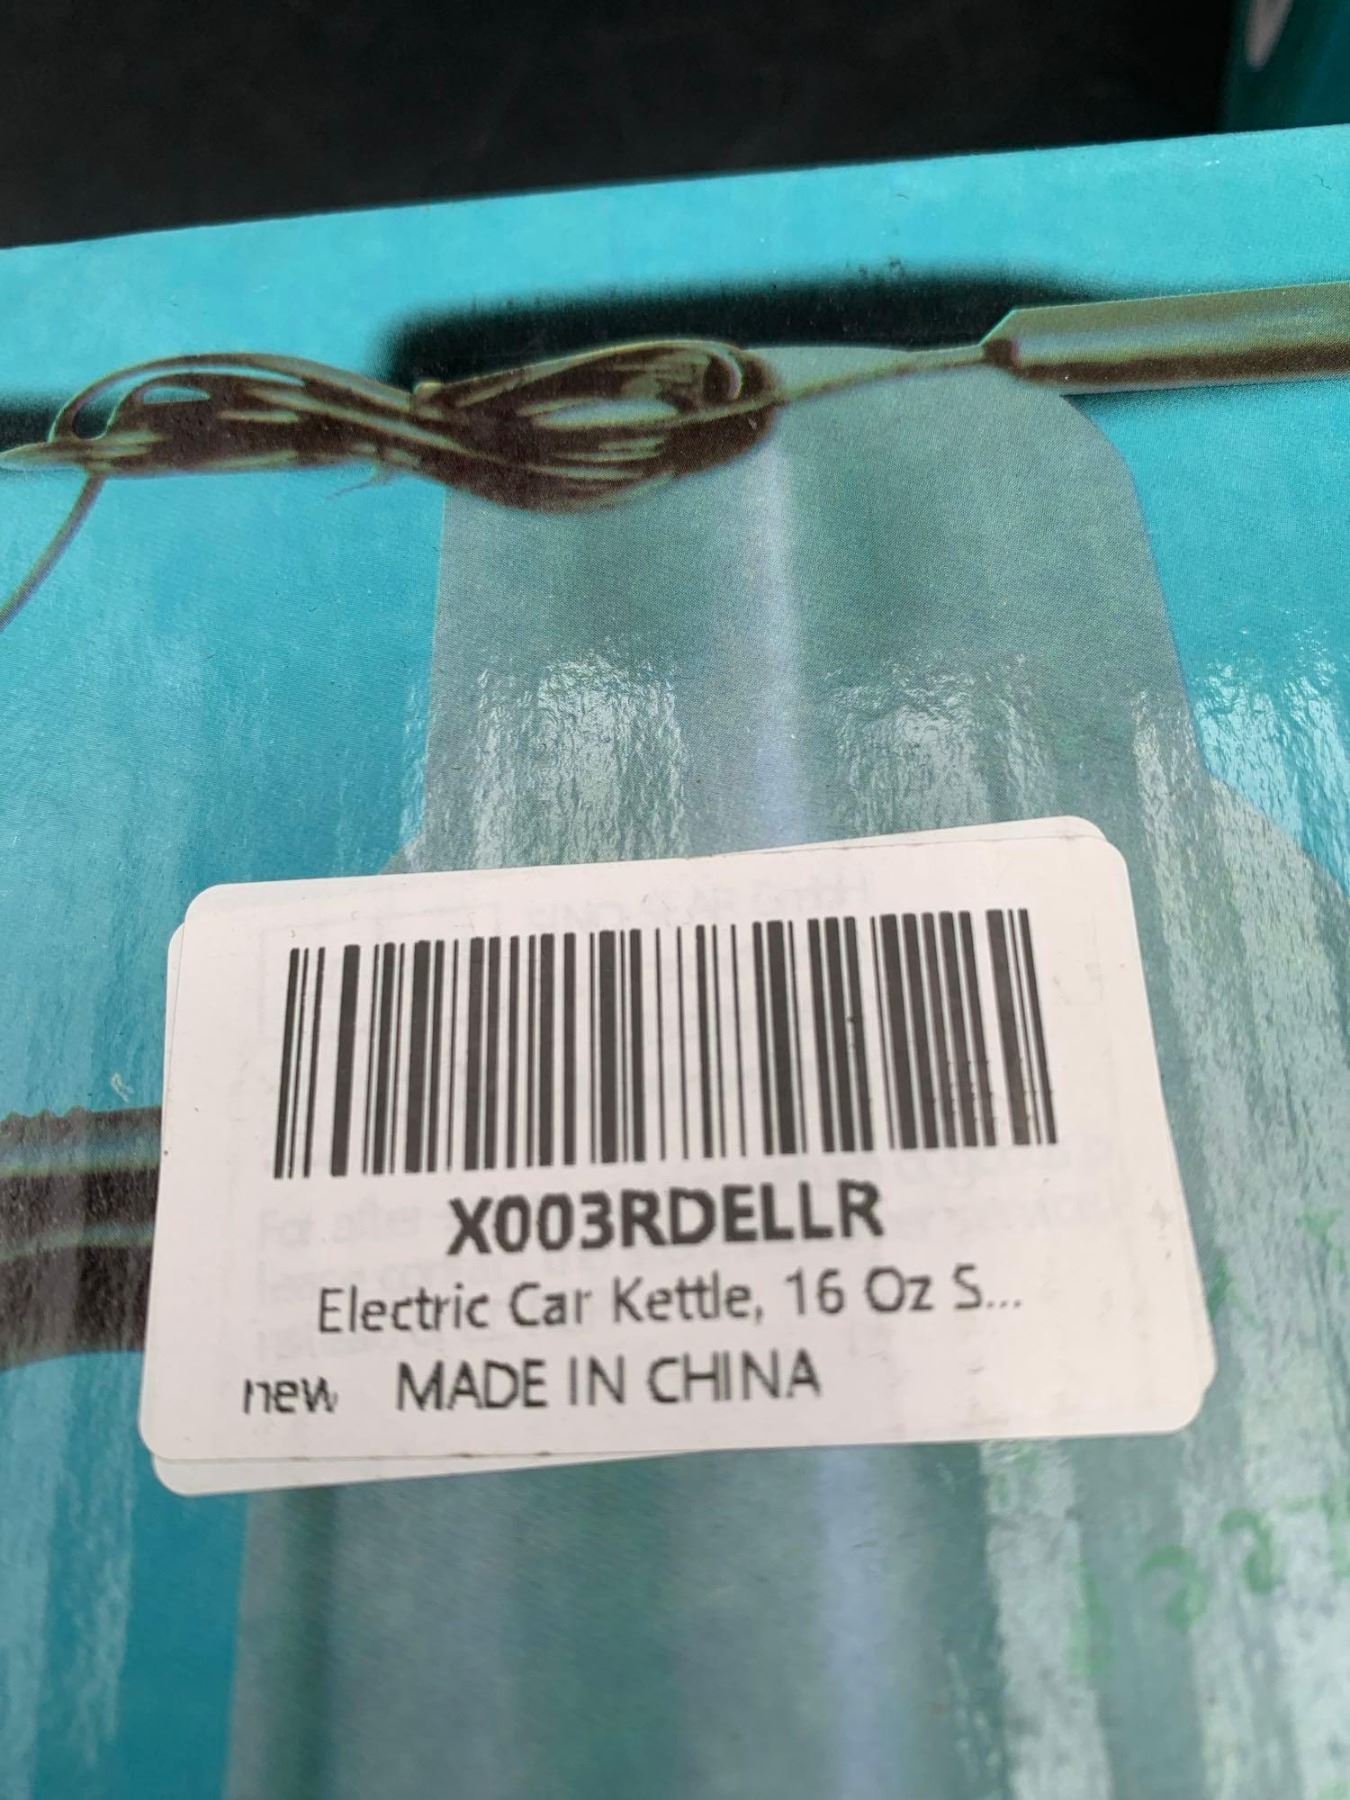 X003RDELLR
Electric Car Kettle, 16 Oz S...
new MADE IN CHINA